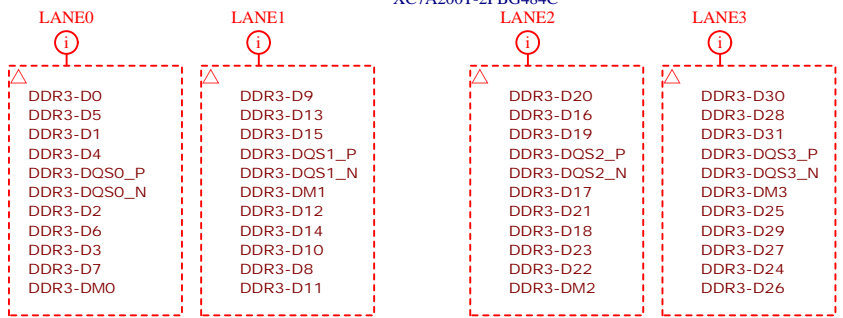 XC7A200T-2FBG484C
LANE0
i
DDR3-D0
DDR3-D5
DDR3-D1
DDR3-D4
DDR3-DQS0_P
DDR3-DQS0_N
DDR3-D2
DDR3-D6
DDR3-D3
DDR3-D7
DDR3-DM0
LANE1
i
DDR3-D9
DDR3-D13
DDR3-D15
DDR3-DQS1_P
DDR3-DQS1_N
DDR3-DM1
DDR3-D12
DDR3-D14
DDR3-D10
DDR3-D8
DDR3-D11
LANE2
i
DDR3-D20
DDR3-D16
DDR3-D19
DDR3-DQS2_P
DDR3-DQS2_N
DDR3-D17
DDR3-D21
DDR3-D18
DDR3-D23
DDR3-D22
DDR3-DM2
LANE3
i
DDR3-D30
DDR3-D28
DDR3-D31
DDR3-DQS3_P
DDR3-DQS3_N
DDR3-DM3
DDR3-D25
DDR3-D29
DDR3-D27
DDR3-D24
DDR3-D26